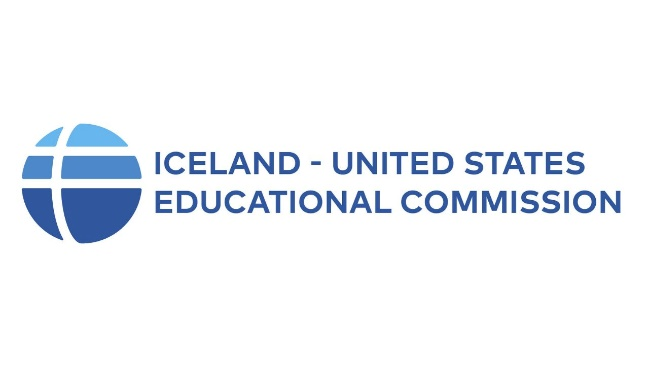 ICELAND - UNITED STATES
EDUCATIONAL COMMISSION